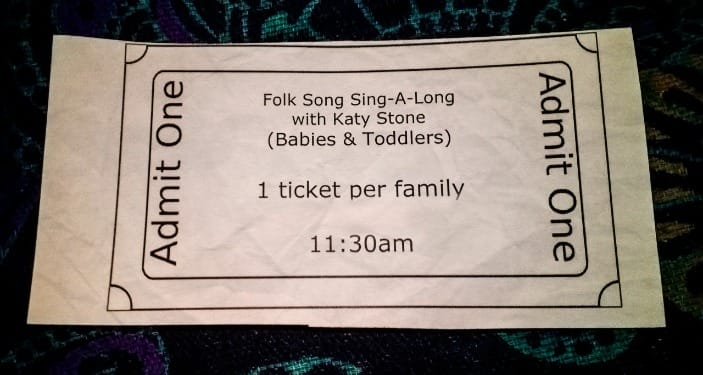 Admit One
Folk Song Sing-A-Long
with Katy Stone
(Babies & Toddlers)
1 ticket per family
11:30am
Admit One